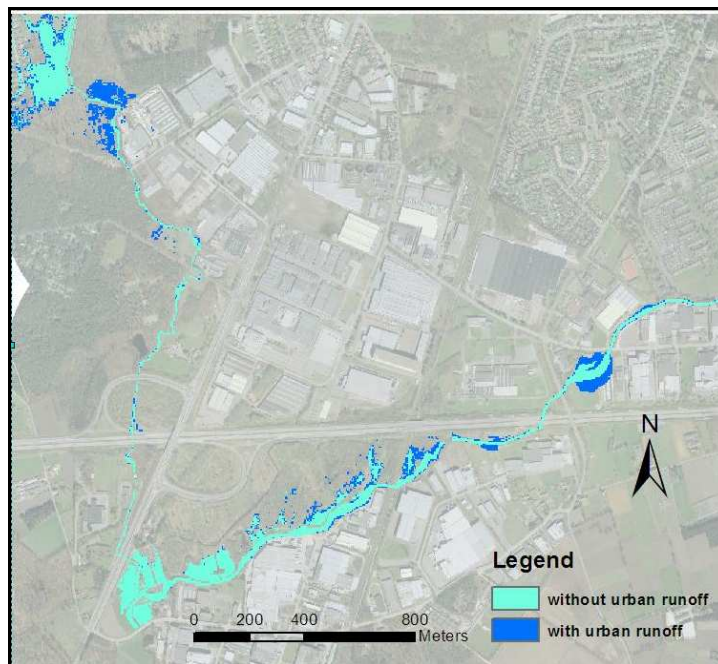 N
Legend
without urban runoff
with urban runoff
0 200 400 800
Meters